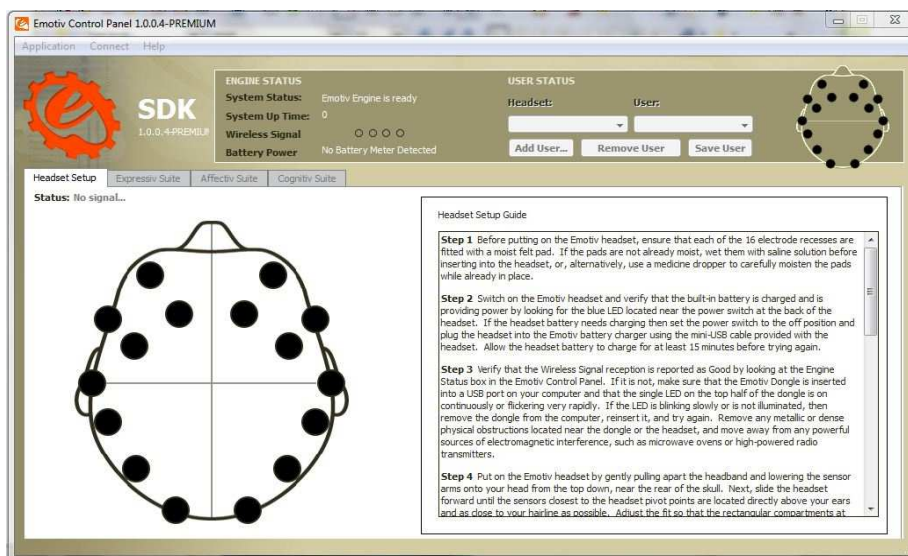 Emotiv Control Panel 1.0.0.4-PREMIUM
Application Connect Help
SDK
1.0.0.4-PREMIUM
ENGINE STATUS
System Status: Emotiv Engine is ready
System Up Time: 0
Wireless Signal
Battery Power No Battery Meter Detected
USER STATUS
Headset: User:
Add User... Remove User Save User
Headset Setup Expressiv Suite Affectiv Suite Cognitiv Suite
Status: No signal...
Headset Setup Guide
Step 1 Before putting on the Emotiv headset, ensure that each of the 16 electrode recesses are
fitted with a moist felt pad. If the pads are not already moist, wet them with saline solution before
inserting into the headset, or, alternatively, use a medicine dropper to carefully moisten the pads
while already in place.
Step 2 Switch on the Emotiv headset and verify that the built-in battery is charged and is
providing power by looking for the blue LED located near the power switch at the back of the
headset. If the headset battery needs charging then set the power switch to the off position and
plug the headset into the Emotiv battery charger using the mini-USB cable provided with the
headset. Allow the headset battery to charge for at least 15 minutes before trying again.
Step 3 Verify that the Wireless Signal reception is reported as Good by looking at the Engine
Status box in the Emotiv Control Panel. If it is not, make sure that the Emotiv Dongle is inserted
into a USB port on your computer and that the single LED on the top half of the dongle is on
continuously or flickering very rapidly. If the LED is blinking slowly or is not illuminated, then
remove the dongle from the computer, reinsert it, and try again. Remove any metallic or dense
physical obstructions located near the dongle or the headset, and move away from any powerful
sources of electromagnetic interference, such as microwave ovens or high-powered radio
transmitters.
Step 4 Put on the Emotiv headset by gently pulling apart the headband and lowering the sensor
arms onto your head from the top down, near the rear of the skull. Next, slide the headset
forward until the sensors closest to the headset pivot points are located directly above your ears
and as close to your hairline as possible. Adjust the fit so that the rectangular compartments at